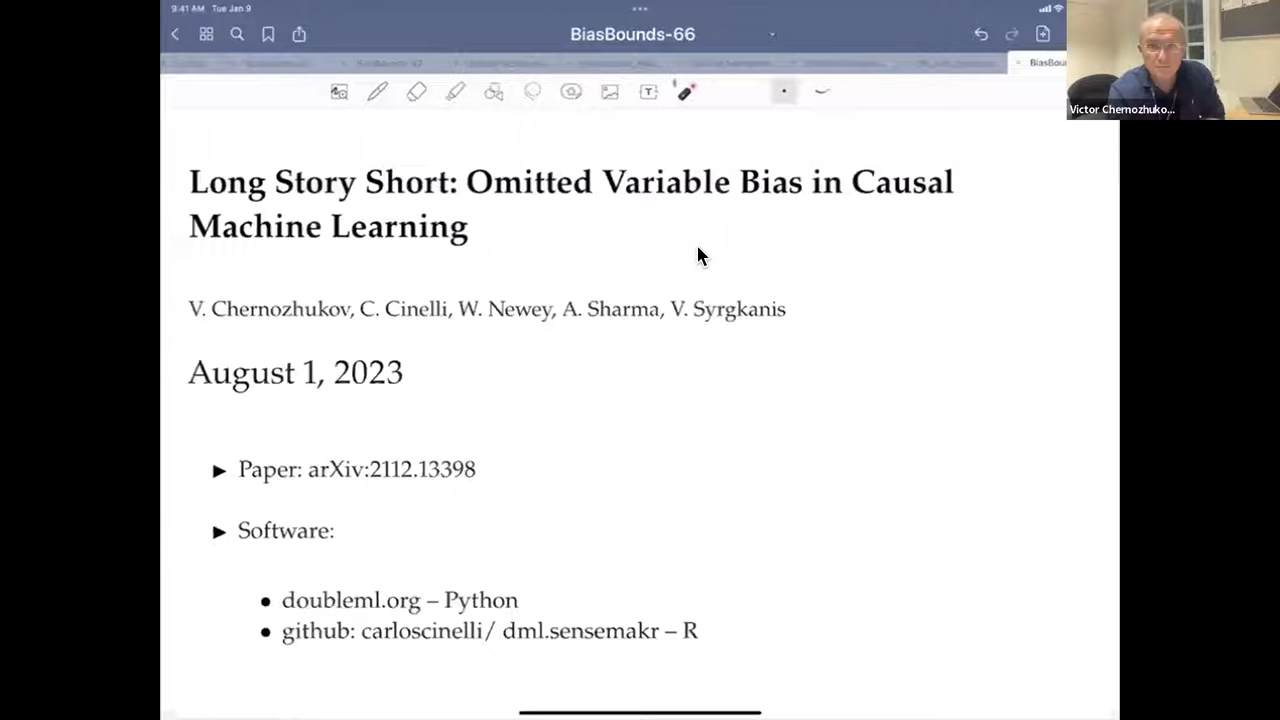 9:41 AM Tue Jan 9
BiasBounds-66
BiasBou
T
Victor Chernozhuko...
Long Story Short: Omitted Variable Bias in Causal
Machine Learning
V. Chernozhukov, C. Cinelli, W. Newey, A. Sharma, V. Syrgkanis
August 1, 2023
► Paper: arXiv:2112.13398
► Software:
• doubleml.org – Python
• github: carloscinelli/ dml.sensemakr – R